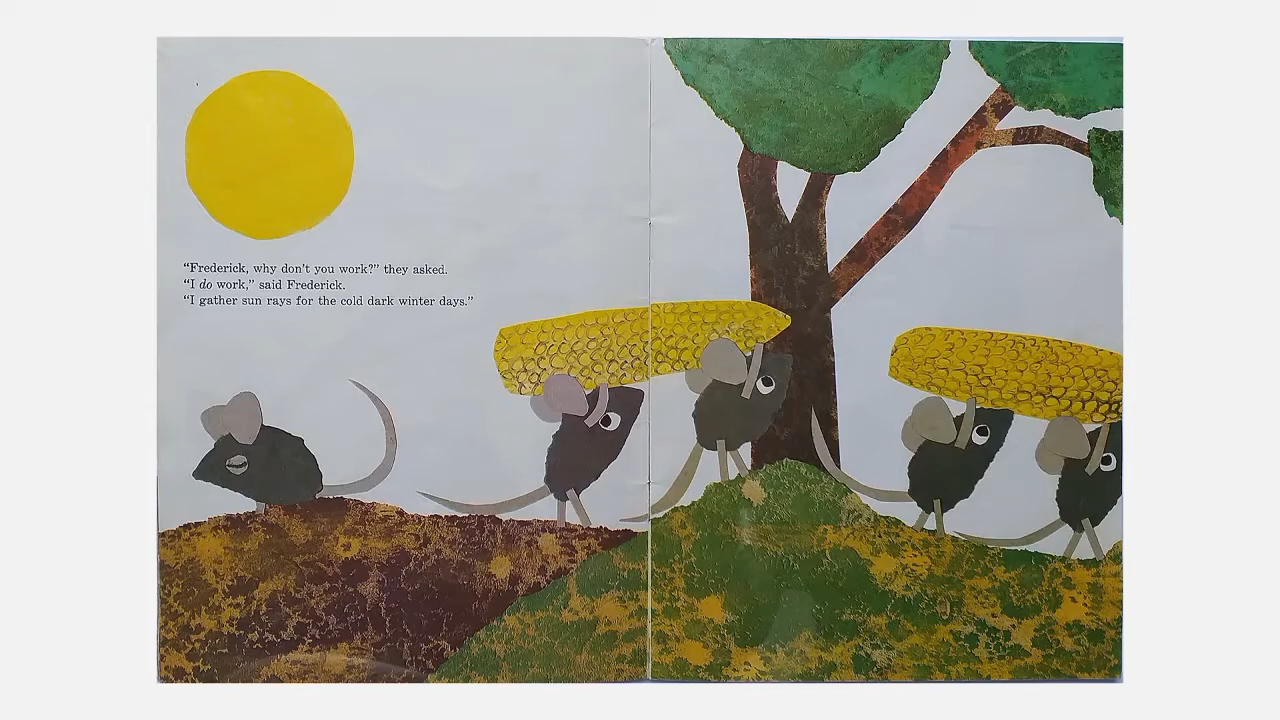 “Frederick, why don't you work?” they asked.
“I do work,” said Frederick.
“I gather sun rays for the cold dark winter days.”